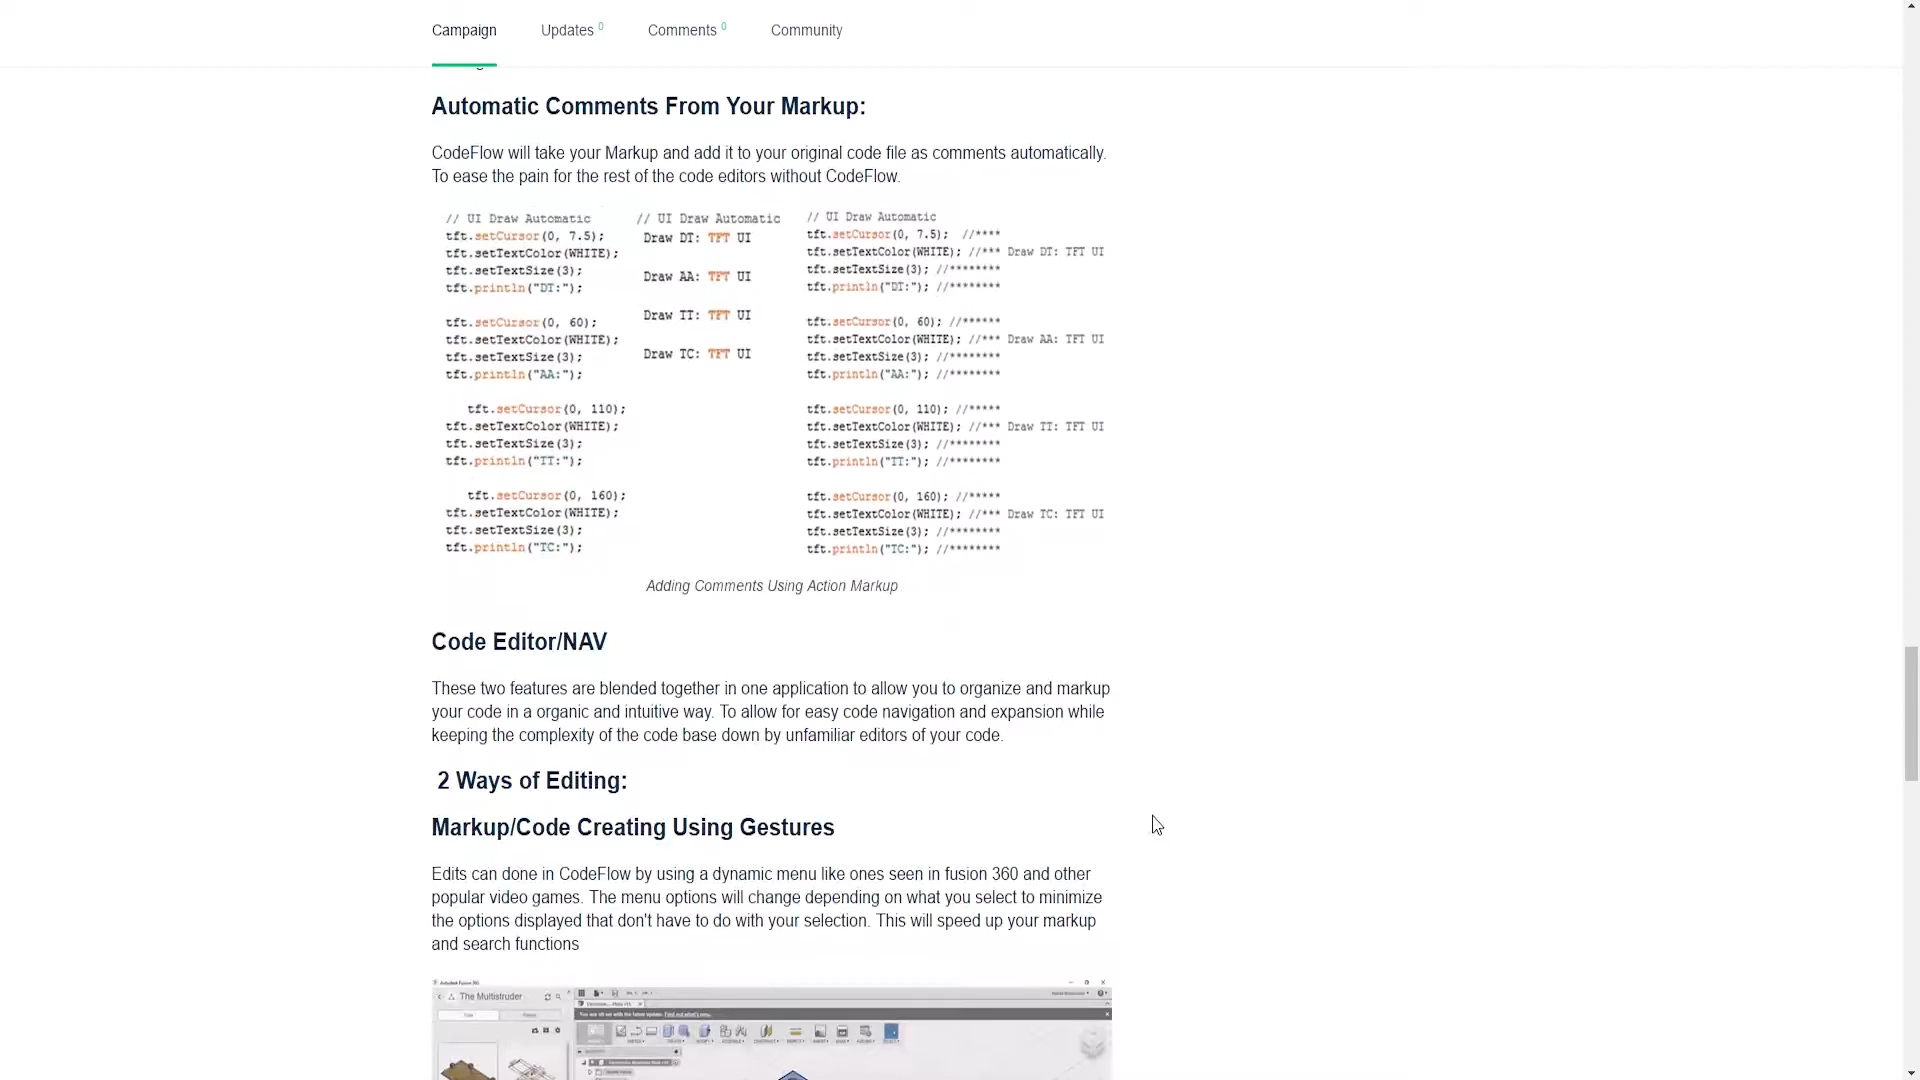 Campaign Updates 0 Comments 0 Community
Automatic Comments From Your Markup:
CodeFlow will take your Markup and add it to your original code file as comments automatically.
To ease the pain for the rest of the code editors without CodeFlow.
// UI Draw Automatic
tft.setCursor(0, 7.5);
tft.setTextColor(WHITE);
tft.setTextSize(3);
tft.println("DT:");
tft.setCursor(0, 60);
tft.setTextColor(WHITE);
tft.setTextSize(3);
tft.println("AA:");
tft.setCursor(0, 110);
tft.setTextColor(WHITE);
tft.setTextSize(3);
tft.println("TT:");
tft.setCursor(0, 160);
tft.setTextColor(WHITE);
tft.setTextSize(3);
tft.println("TC:");
// UI Draw Automatic
Draw DT: TFT UI
Draw AA: TFT UI
Draw TT: TFT UI
Draw TC: TFT UI
// UI Draw Automatic
tft.setCursor(0, 7.5); //****
tft.setTextColor(WHITE); //*** Draw DT: TFT UI
tft.setTextSize(3); //********
tft.println("DT:"); //********
tft.setCursor(0, 60); //******
tft.setTextColor(WHITE); //*** Draw AA: TFT UI
tft.setTextSize(3); //********
tft.println("AA:"); //********
tft.setCursor(0, 110); //*****
tft.setTextColor(WHITE); //*** Draw TT: TFT UI
tft.setTextSize(3); //********
tft.println("TT:"); //********
tft.setCursor(0, 160); //*****
tft.setTextColor(WHITE); //*** Draw TC: TFT UI
tft.setTextSize(3); //********
tft.println("TC:"); //********
Adding Comments Using Action Markup
Code Editor/NAV
These two features are blended together in one application to allow you to organize and markup
your code in a organic and intuitive way. To allow for easy code navigation and expansion while
keeping the complexity of the code base down by unfamiliar editors of your code.
2 Ways of Editing:
Markup/Code Creating Using Gestures
Edits can done in CodeFlow by using a dynamic menu like ones seen in fusion 360 and other
popular video games. The menu options will change depending on what you select to minimize
the options displayed that don't have to do with your selection. This will speed up your markup
and search functions
Autodesk Fusion 360
The Multistruder